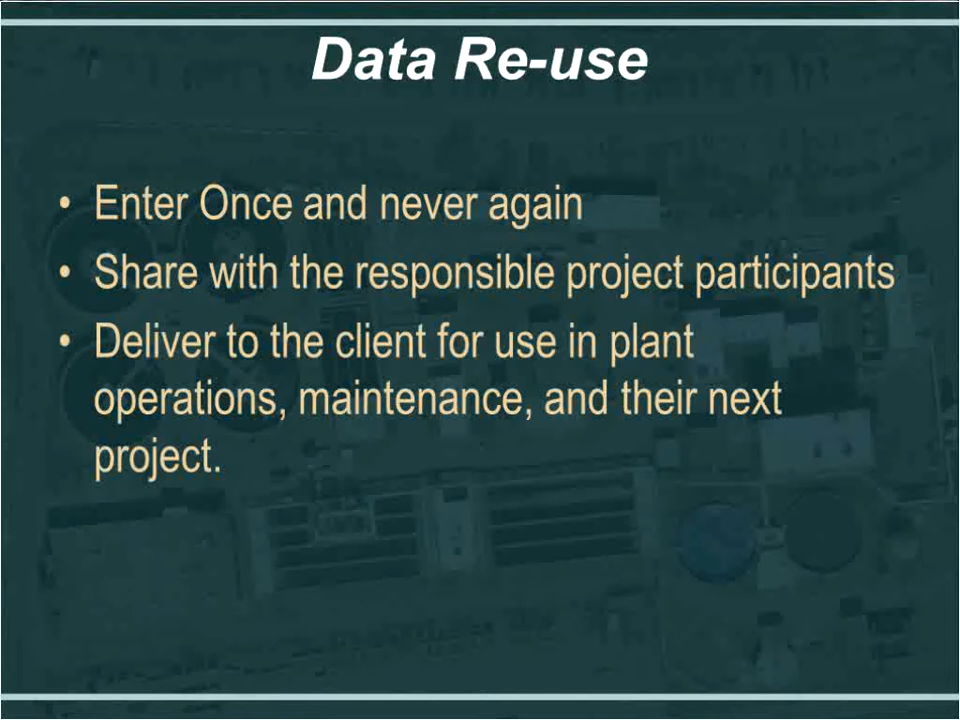 Data Re-use
• Enter Once and never again
• Share with the responsible project participants
• Deliver to the client for use in plant
operations, maintenance, and their next
project.